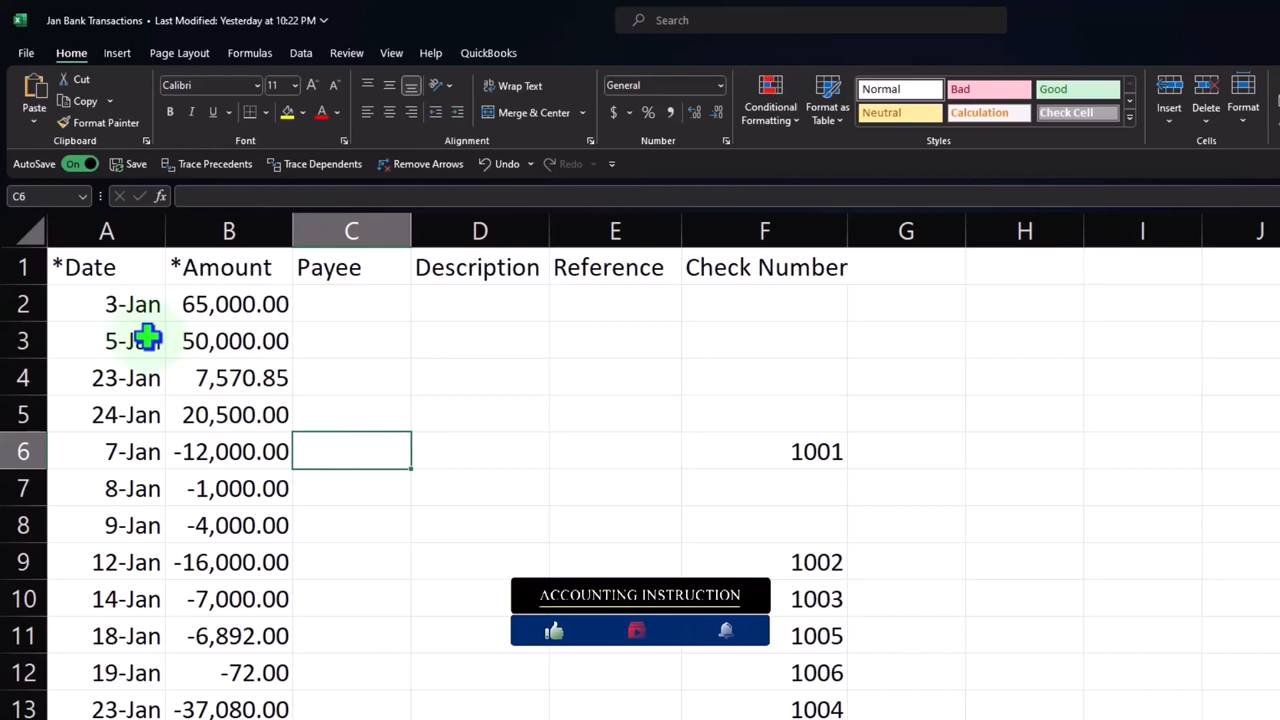 Jan Bank Transactions • Last Modified: Yesterday at 10:22 PM
Search
File Home Insert Page Layout Formulas Data Review View Help QuickBooks
Paste
Cut
Copy
Format Painter
Clipboard
Calibri 11
B I U
Font
Wrap Text
Merge & Center
Alignment
General
$ %
Number
Conditional Formatting
Format as Table
Normal Bad Good
Neutral Calculation Check Cell
Styles
Insert Delete Format
Cells
AutoSave On Save Trace Precedents Trace Dependents Remove Arrows Undo Redo
C6 fx
A B C D E F G H I J
1 *Date *Amount Payee Description Reference Check Number
2 3-Jan 65,000.00
3 5-Jan 50,000.00
4 23-Jan 7,570.85
5 24-Jan 20,500.00
6 7-Jan -12,000.00 1001
7 8-Jan -1,000.00
8 9-Jan -4,000.00
9 12-Jan -16,000.00 1002
10 14-Jan -7,000.00 1003
11 18-Jan -6,892.00 1005
12 19-Jan -72.00 1006
13 23-Jan -37,080.00 1004
ACCOUNTING INSTRUCTION